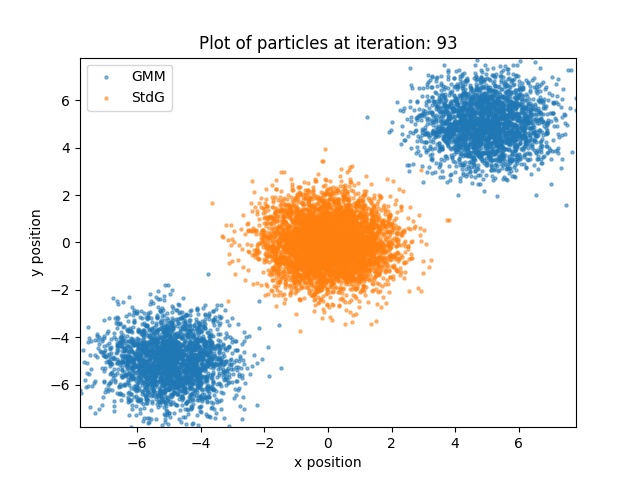 Plot of particles at iteration: 93
GMM
StdG
y position
6
4
2
0
−2
−4
−6
−6 −4 −2 0 2 4 6
x position